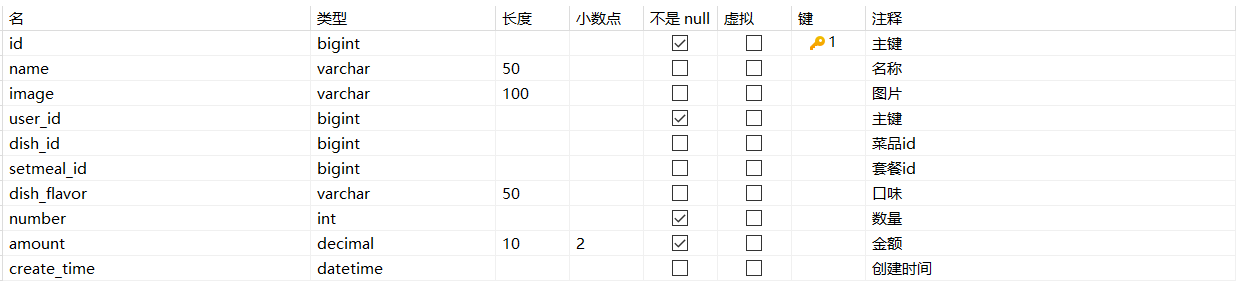 名 类型 长度 小数点 不是 null 虚拟 键 注释
id bigint 1 主键
name varchar 50 名称
image varchar 100 图片
user_id bigint 主键
dish_id bigint 菜品id
setmeal_id bigint 套餐id
dish_flavor varchar 50 口味
number int 数量
amount decimal 10 2 金额
create_time datetime 创建时间